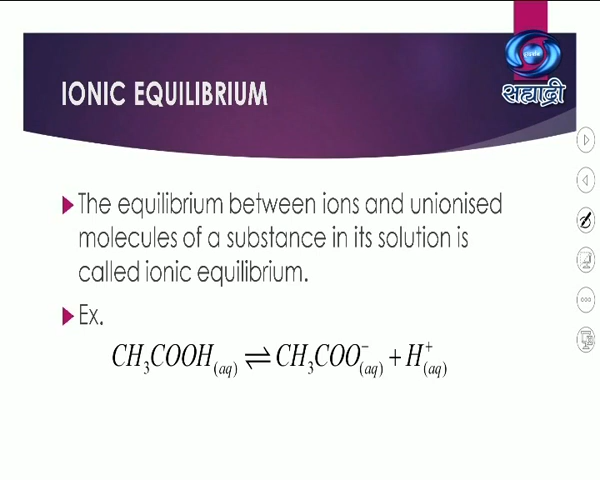 IONIC EQUILIBRIUM
सह्याद्री
The equilibrium between ions and unionised
molecules of a substance in its solution is
called ionic equilibrium.
Ex.
CH₃COOH(aq) ⇌ CH₃COO⁻(aq) + H⁺(aq)